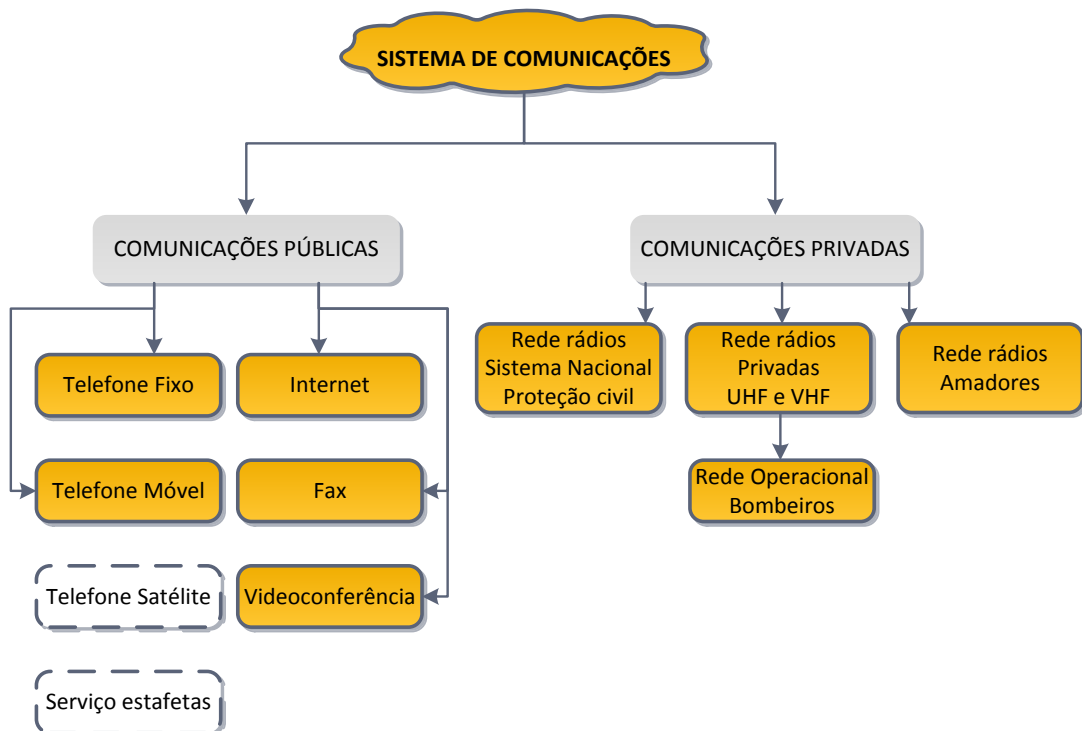 SISTEMA DE COMUNICAÇÕES
COMUNICAÇÕES PÚBLICAS
COMUNICAÇÕES PRIVADAS
Telefone Fixo
Internet
Rede rádios
Sistema Nacional
Proteção civil
Rede rádios
Privadas
UHF e VHF
Rede rádios
Amadores
Telefone Móvel
Fax
Rede Operacional
Bombeiros
Telefone Satélite
Videoconferência
Serviço estafetas